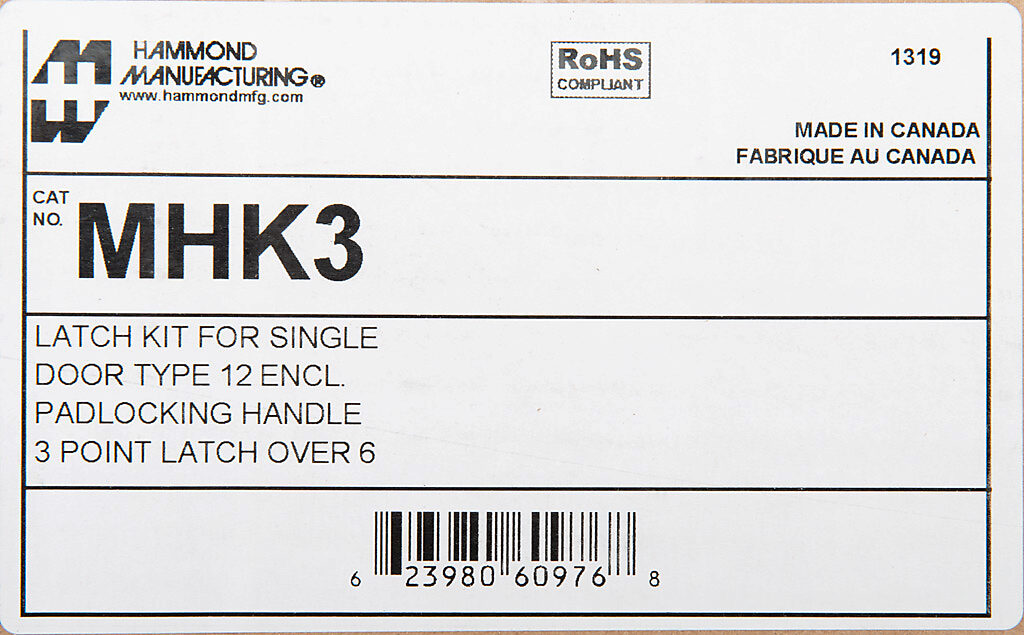 HAMMOND
MANUFACTURING®
www.hammondmfg.com
RoHS
COMPLIANT
1319
MADE IN CANADA
FABRIQUE AU CANADA
CAT
NO.
MHK3
LATCH KIT FOR SINGLE
DOOR TYPE 12 ENCL.
PADLOCKING HANDLE
3 POINT LATCH OVER 6
6 23980 60976 8